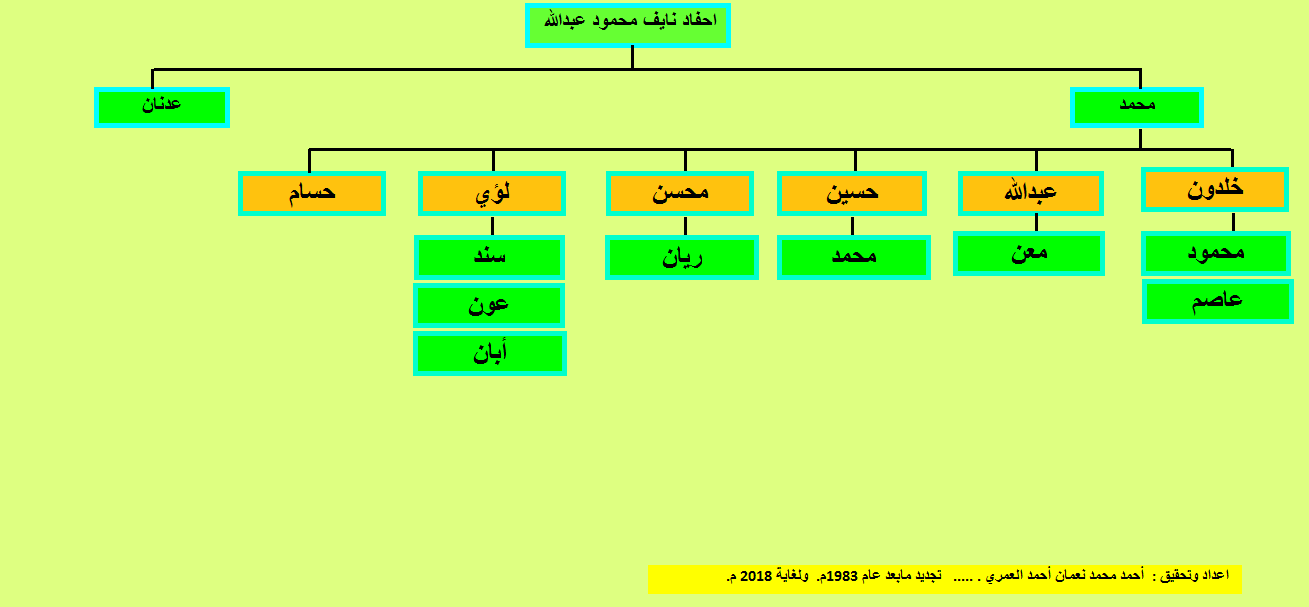 احفاد نايف محمود عبدالله
محمد
عدنان
خلدون
عبدالله
حسين
محسن
لؤي
حسام
محمود
معن
محمد
ريان
سند
عاصم
عون
أبان
اعداد وتحقيق : أحمد محمد نعمان أحمد العمري . ..... تجديد مابعد عام 1983م. ولغاية 2018 م.